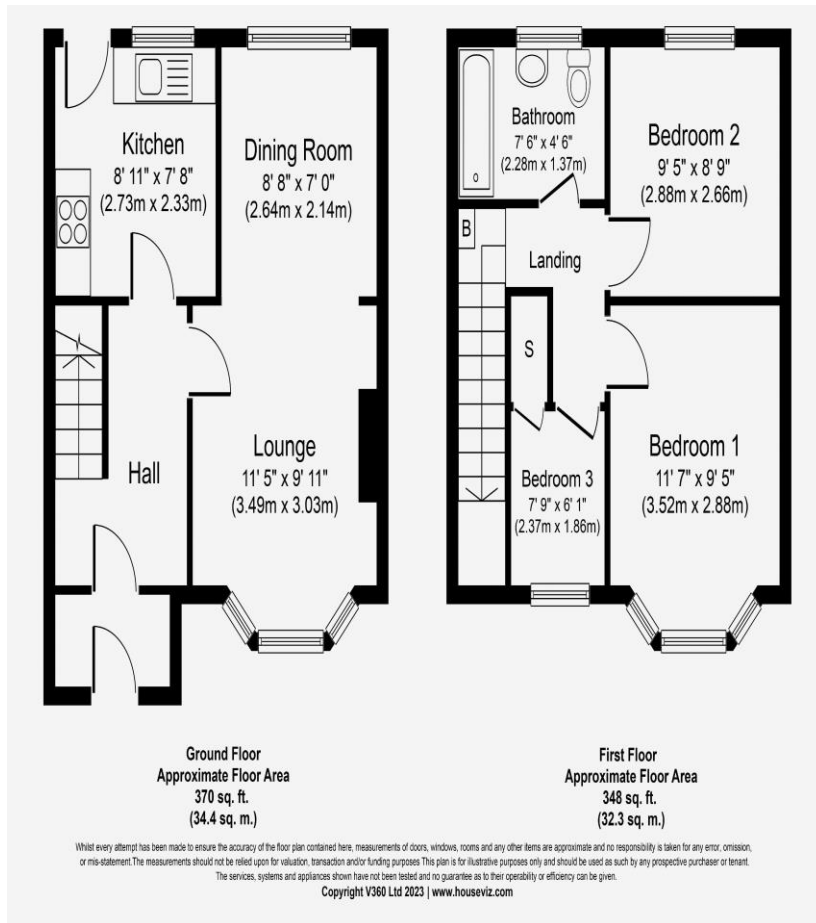 Kitchen
8' 11" x 7' 8"
(2.73m x 2.33m)
Dining Room
8' 8" x 7' 0"
(2.64m x 2.14m)
Hall
Lounge
11' 5" x 9' 11"
(3.49m x 3.03m)
Bathroom
7' 6" x 4' 6"
(2.28m x 1.37m)
Bedroom 2
9' 5" x 8' 9"
(2.88m x 2.66m)
B
Landing
S
Bedroom 3
7' 9" x 6' 1"
(2.37m x 1.86m)
Bedroom 1
11' 7" x 9' 5"
(3.52m x 2.88m)
Ground Floor
Approximate Floor Area
370 sq. ft.
(34.4 sq. m.)
First Floor
Approximate Floor Area
348 sq. ft.
(32.3 sq. m.)
Whilst every attempt has been made to ensure the accuracy of the floor plan contained here, measurements of doors, windows, rooms and any other items are approximate and no responsibility is taken for any error, omission,
or mis-statement.The measurements should not be relied upon for valuation, transaction and/or funding purposes This plan is for illustrative purposes only and should be used as such by any prospective purchaser or tenant.
The services, systems and appliances shown have not been tested and no guarantee as to their operability or efficiency can be given.
Copyright V360 Ltd 2023 | www.houseviz.com